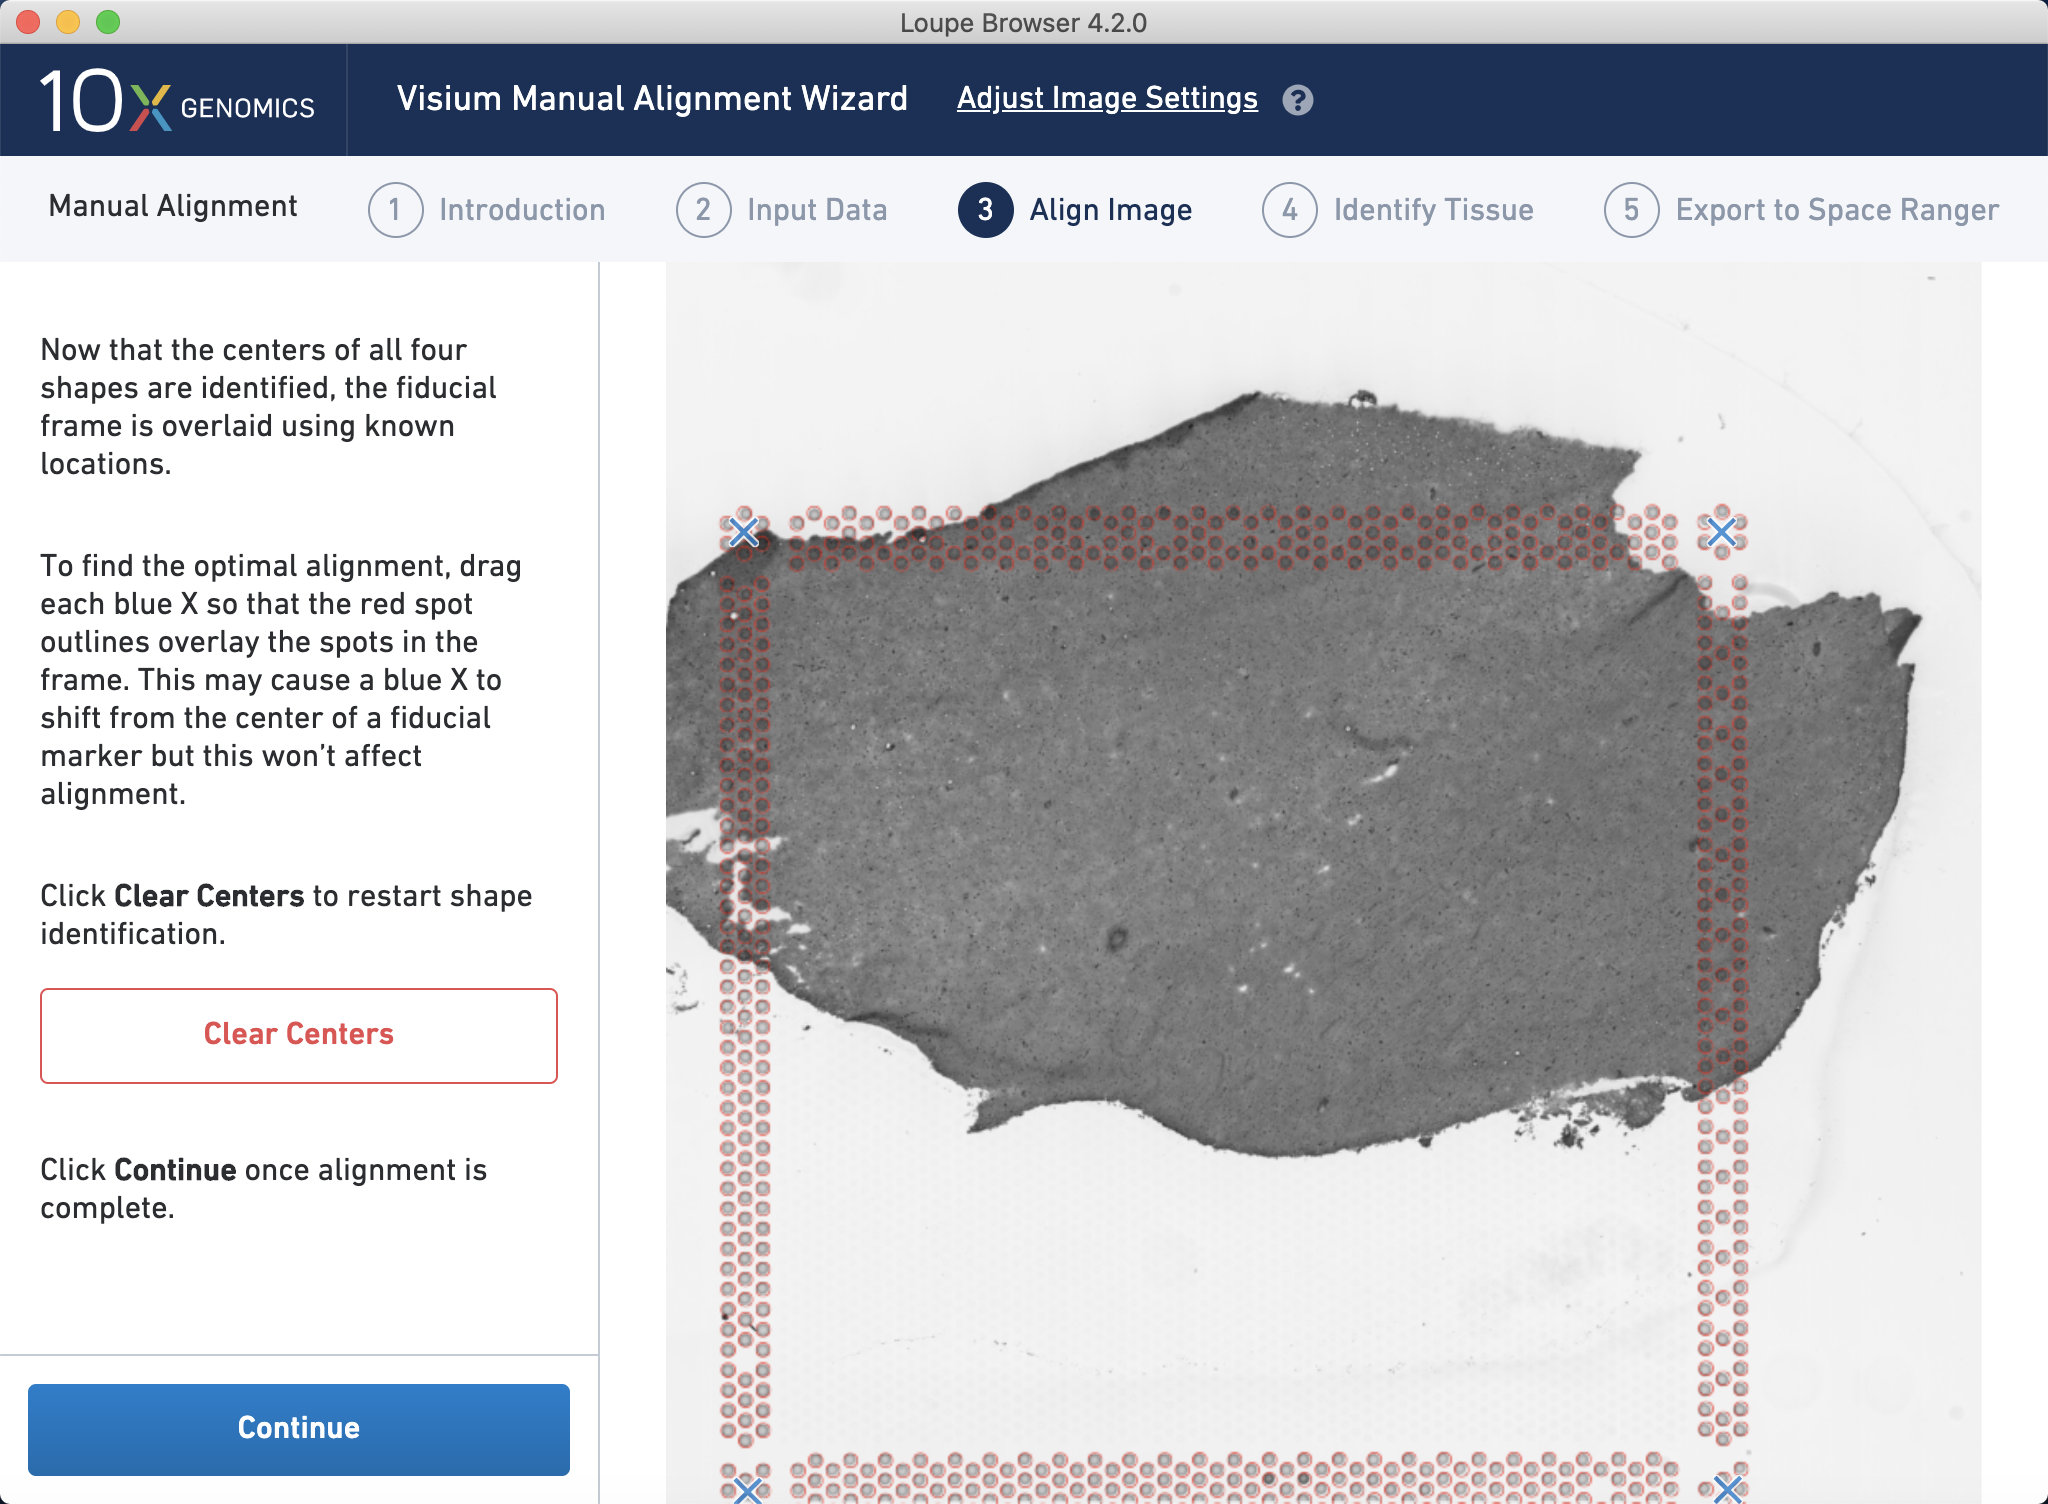 Loupe Browser 4.2.0
10x GENOMICS
Visium Manual Alignment Wizard
Adjust Image Settings
?
Manual Alignment
1 Introduction
2 Input Data
3 Align Image
4 Identify Tissue
5 Export to Space Ranger
Now that the centers of all four
shapes are identified, the fiducial
frame is overlaid using known
locations.
To find the optimal alignment, drag
each blue X so that the red spot
outlines overlay the spots in the
frame. This may cause a blue X to
shift from the center of a fiducial
marker but this won’t affect
alignment.
Click Clear Centers to restart shape
identification.
Clear Centers
Click Continue once alignment is
complete.
Continue